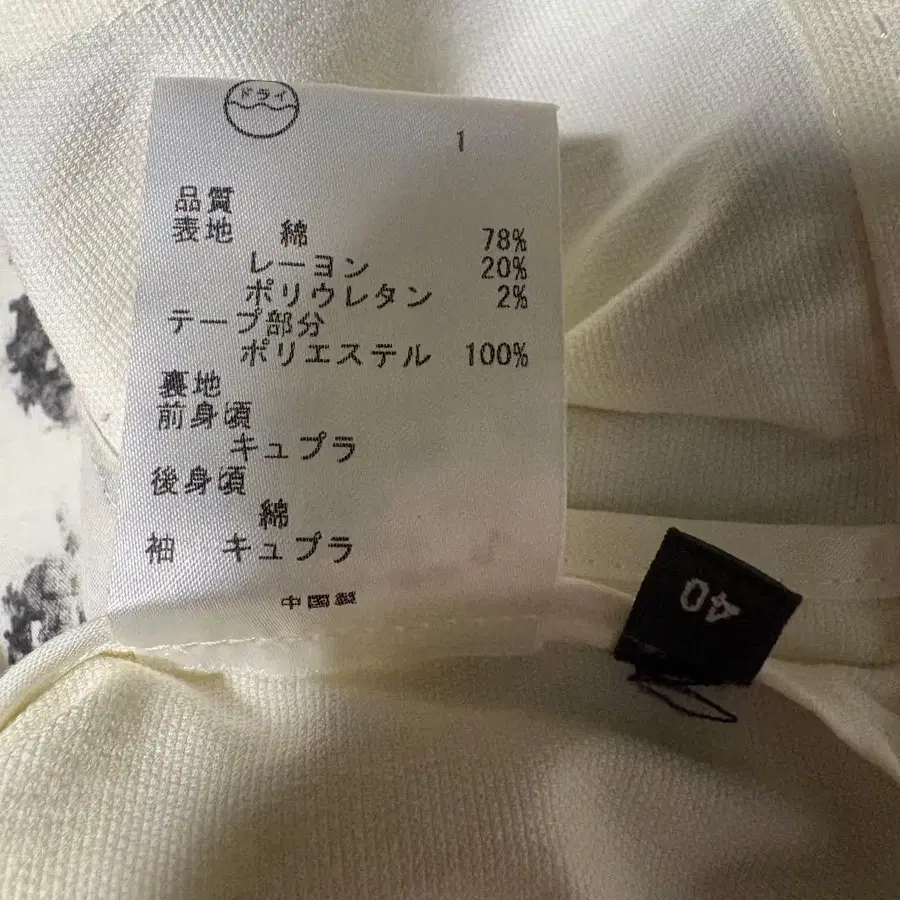 ドライ
1
品質
表地 綿 78%
レーヨン 20%
ポリウレタン 2%
テープ部分
ポリエステル 100%
裏地
前身頃
キュプラ
後身頃
綿
袖 キュプラ
中国製
40